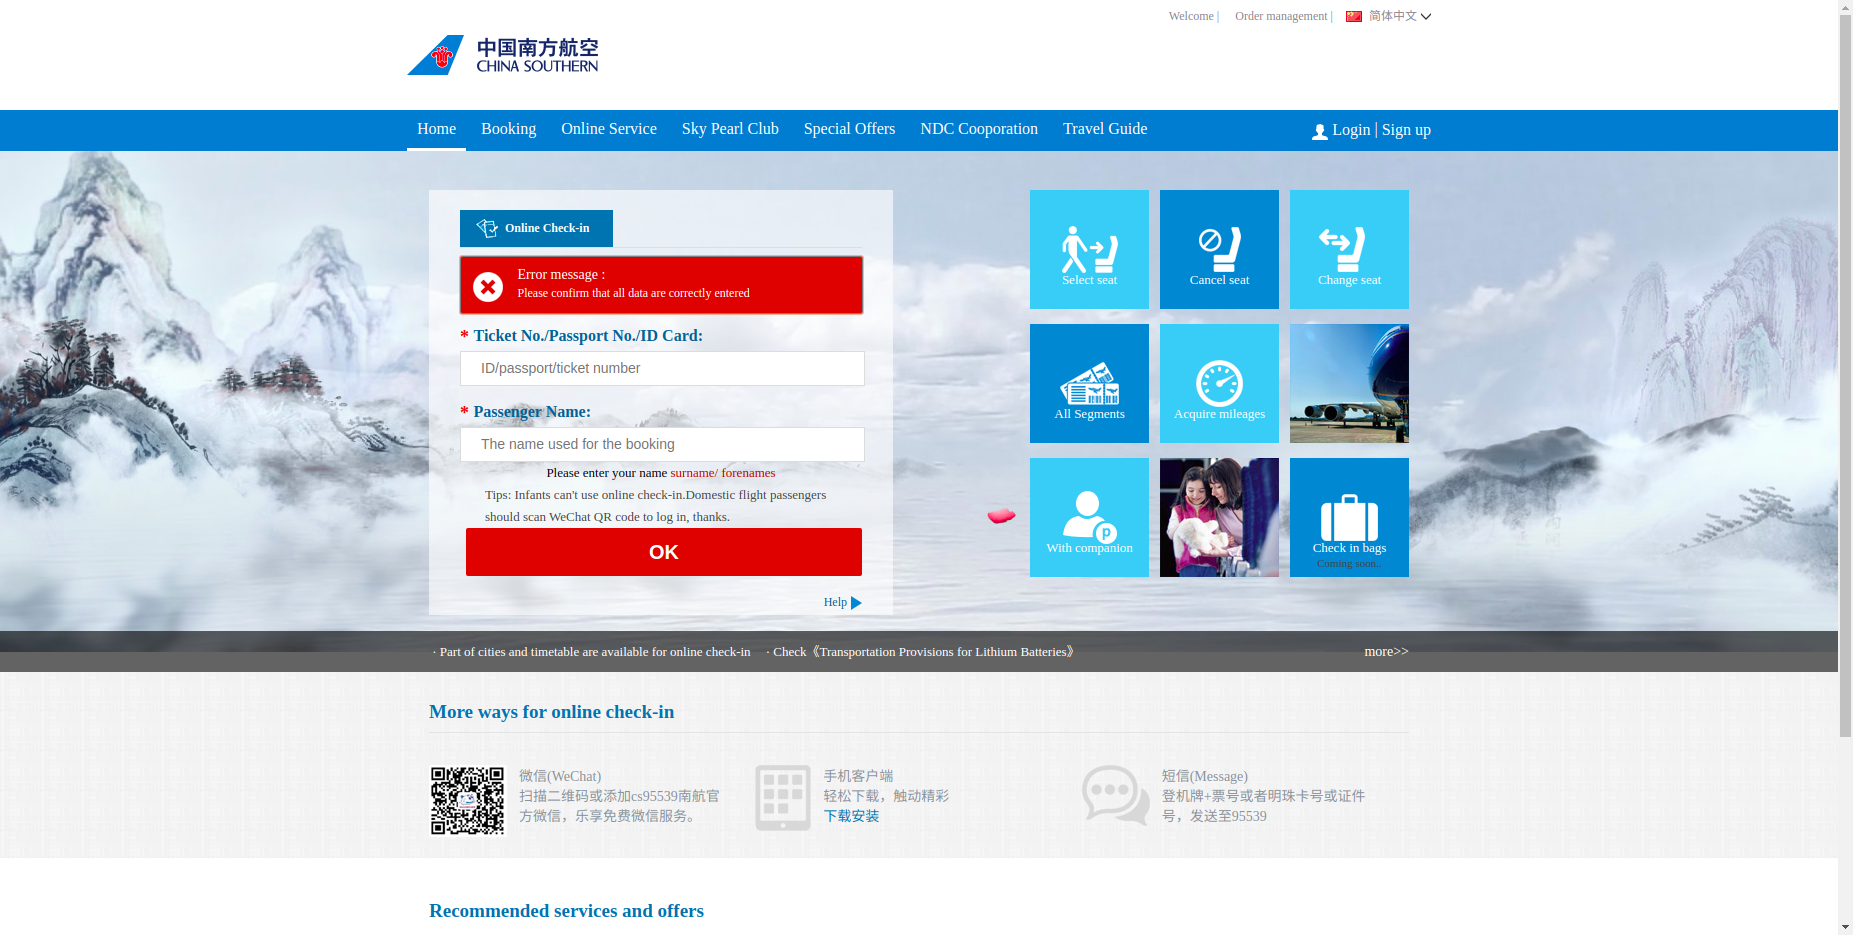 Welcome |
Order management |
简体中文
中国南方航空
CHINA SOUTHERN
Home
Booking
Online Service
Sky Pearl Club
Special Offers
NDC Cooporation
Travel Guide
Login | Sign up
Online Check-in
Error message :
Please confirm that all data are correctly entered
* Ticket No./Passport No./ID Card:
ID/passport/ticket number
* Passenger Name:
The name used for the booking
Please enter your name surname/ forenames
Tips: Infants can't use online check-in.Domestic flight passengers
should scan WeChat QR code to log in, thanks.
OK
Help
Select seat
Cancel seat
Change seat
All Segments
Acquire mileages
P
With companion
Check in bags
Coming soon..
· Part of cities and timetable are available for online check-in
· Check《Transportation Provisions for Lithium Batteries》
more>>
More ways for online check-in
微信(WeChat)
扫描二维码或添加cs95539南航官
方微信，乐享免费微信服务。
手机客户端
轻松下载，触动精彩
下载安装
短信(Message)
登机牌+票号或者明珠卡号或证件
号，发送至95539
Recommended services and offers